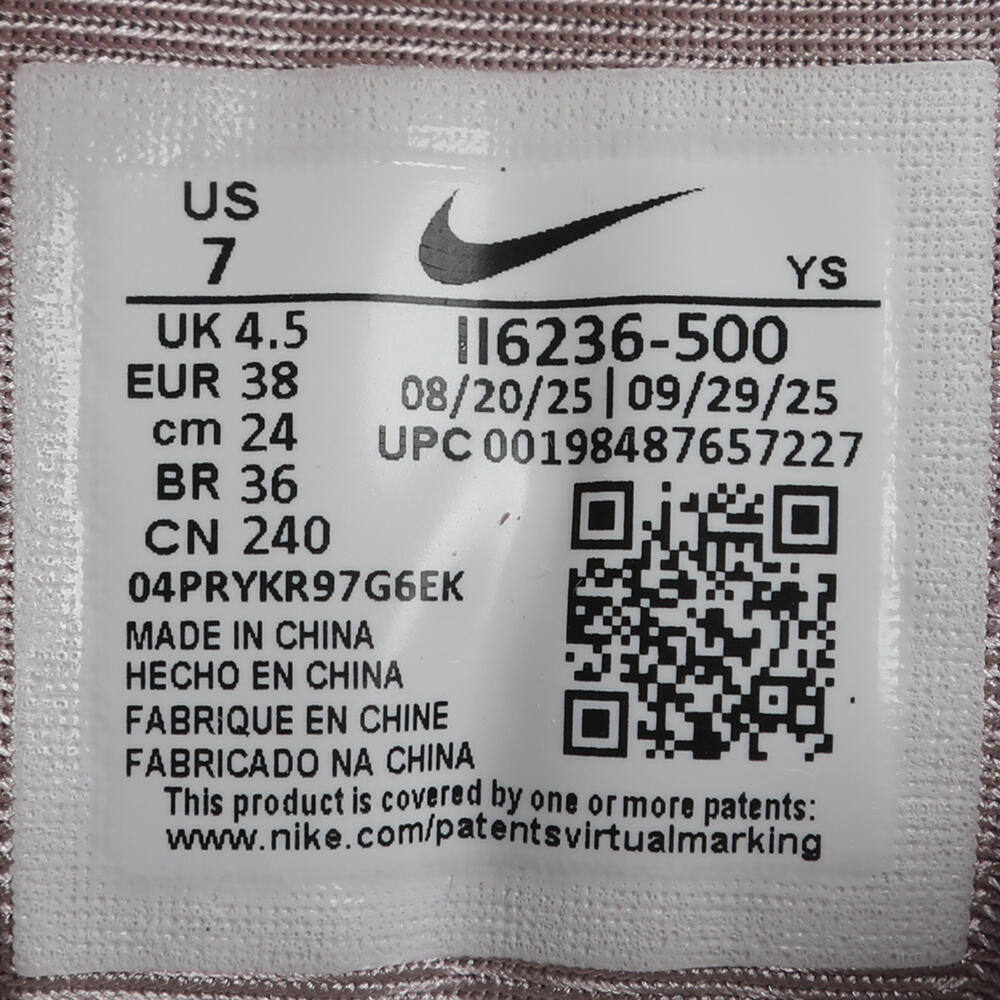 US
7
YS
UK 4.5
EUR 38
cm 24
BR 36
CN 240
II6236-500
08/20/25 | 09/29/25
UPC 00198487657227
04PRYKR97G6EK
MADE IN CHINA
HECHO EN CHINA
FABRIQUE EN CHINE
FABRICADO NA CHINA
This product is covered by one or more patents:
www.nike.com/patentsvirtualmarking